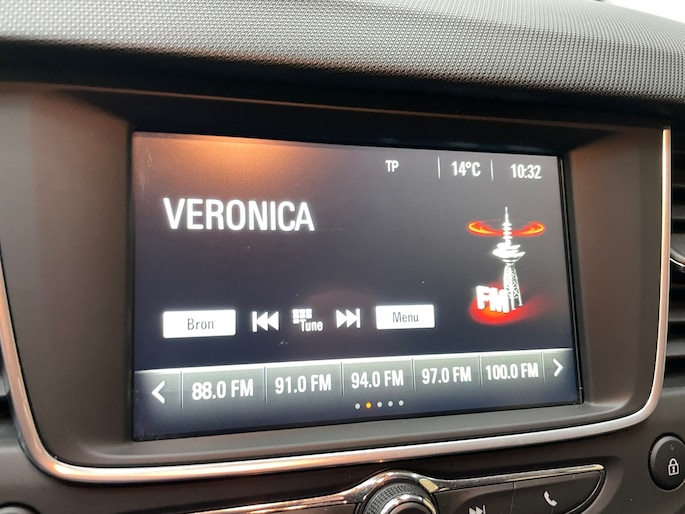 TP 14°C 10:32
VERONICA
FM
Bron Tune Menu
88.0 FM 91.0 FM 94.0 FM 97.0 FM 100.0 FM